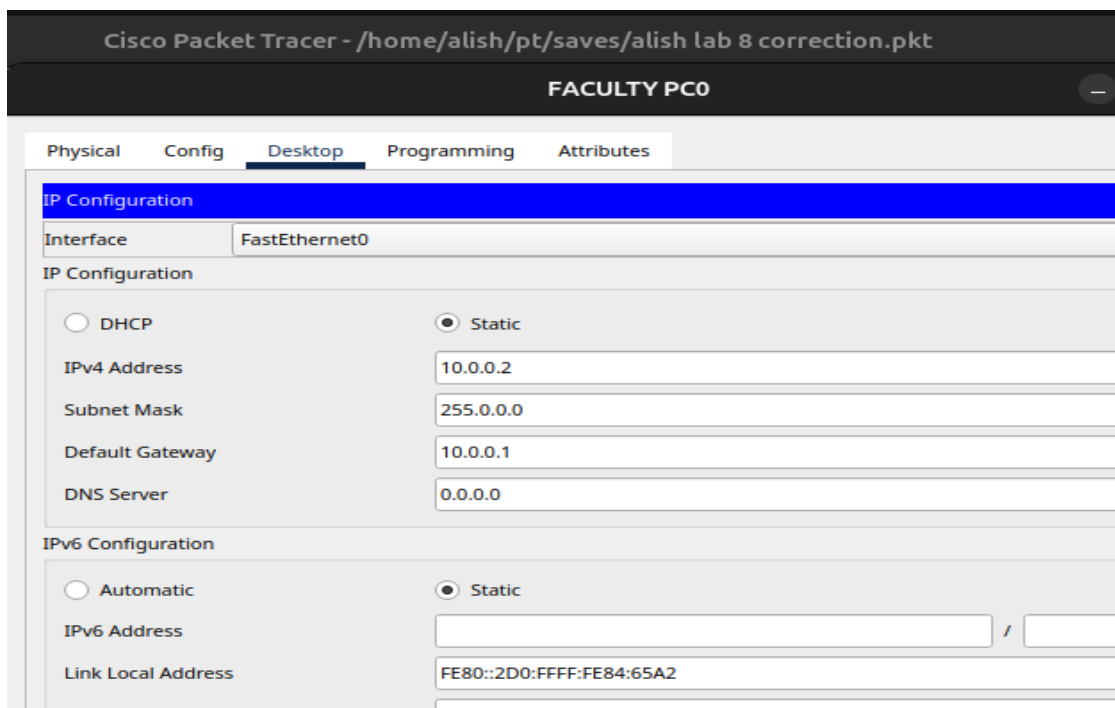 Cisco Packet Tracer - /home/alish/pt/saves/alish lab 8 correction.pkt
FACULTY PC0
Physical Config Desktop Programming Attributes
IP Configuration
Interface FastEthernet0
IP Configuration
DHCP Static
IPv4 Address 10.0.0.2
Subnet Mask 255.0.0.0
Default Gateway 10.0.0.1
DNS Server 0.0.0.0
IPv6 Configuration
Automatic Static
IPv6 Address /
Link Local Address FE80::2D0:FFFF:FE84:65A2